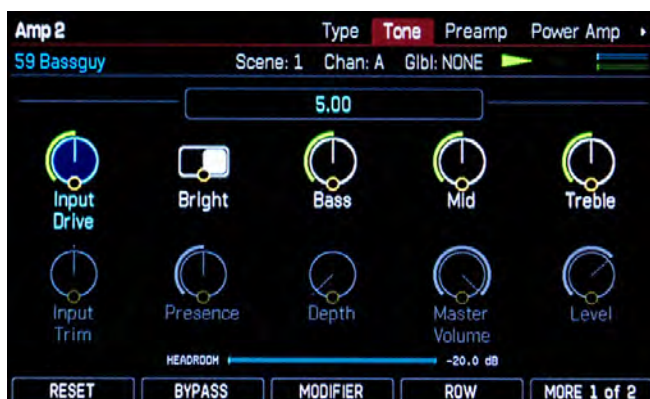 Amp 2 Type Tone Preamp Power Amp
59 Bassguy Scene: 1 Chan: A Glbl: NONE
5.00
Input Drive Bright Bass Mid Treble
Input Trim Presence Depth Master Volume Level
HEADROOM -20.0 dB
RESET BYPASS MODIFIER ROW MORE 1 of 2